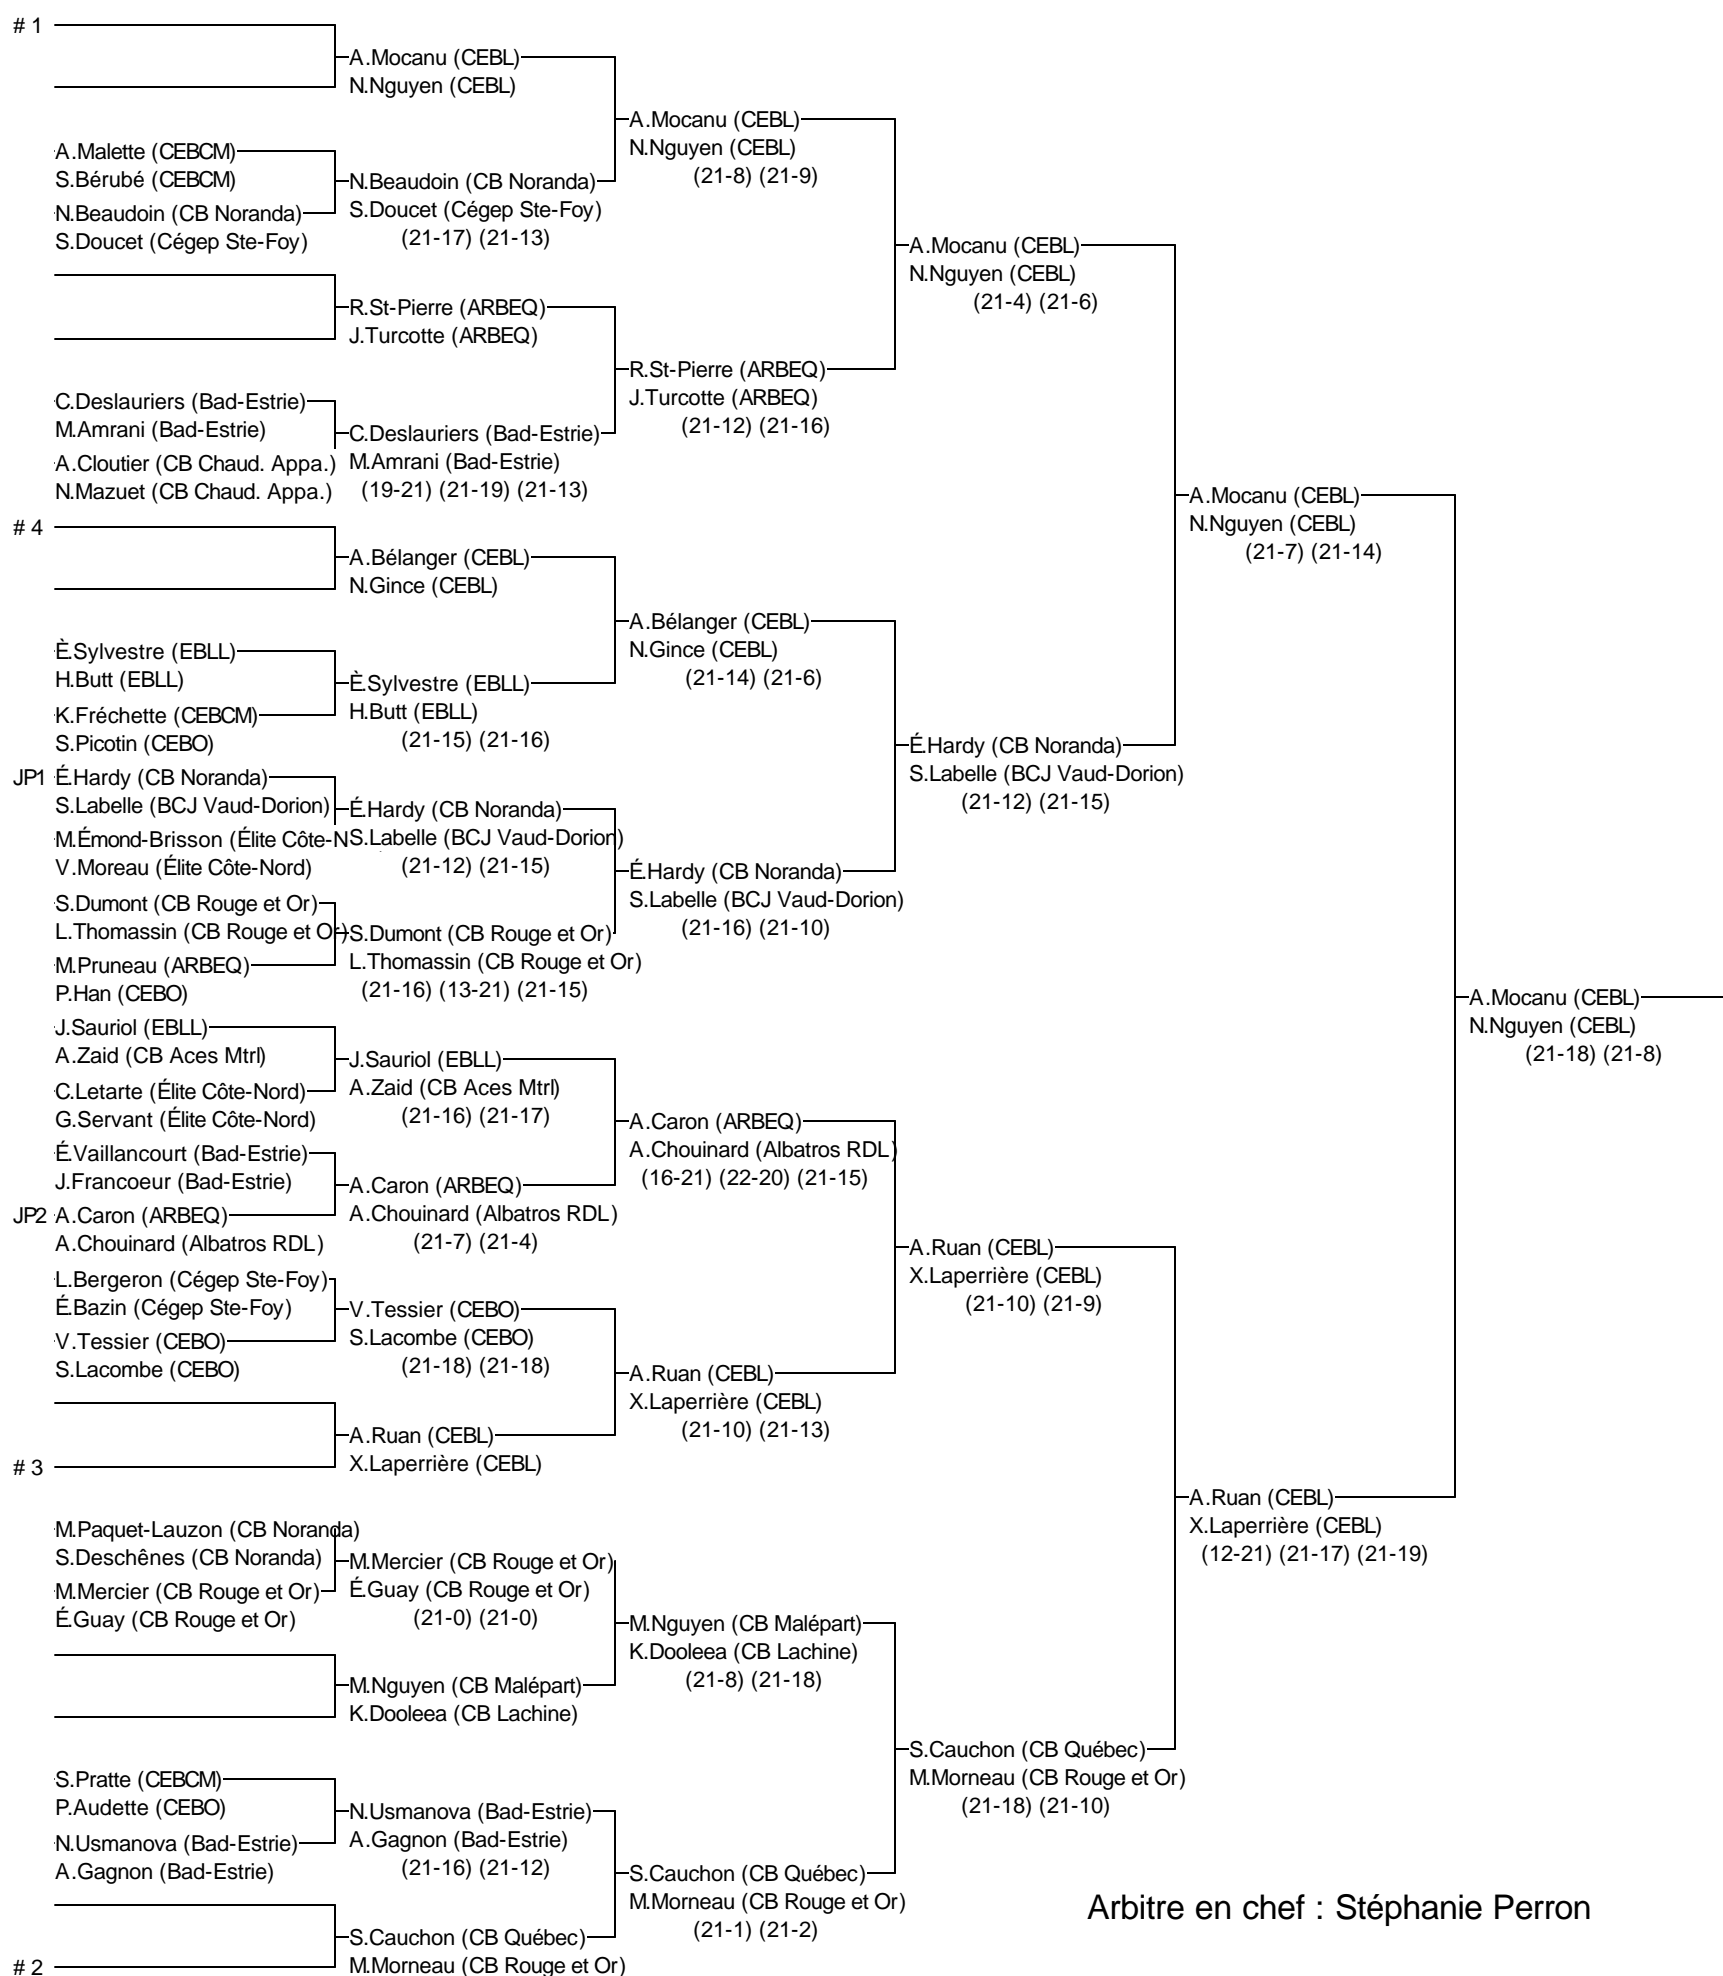 # 1
A.Mocanu (CEBL)
N.Nguyen (CEBL)
A.Mocanu (CEBL)
N.Nguyen (CEBL)
(21-8) (21-9)
A.Malette (CEBCM)
S.Bérubé (CEBCM)
N.Beaudoin (CB Noranda)
S.Doucet (Cégep Ste-Foy)
N.Beaudoin (CB Noranda)
S.Doucet (Cégep Ste-Foy)
(21-17) (21-13)
A.Mocanu (CEBL)
N.Nguyen (CEBL)
(21-4) (21-6)
R.St-Pierre (ARBEQ)
J.Turcotte (ARBEQ)
R.St-Pierre (ARBEQ)
J.Turcotte (ARBEQ)
(21-12) (21-16)
C.Deslauriers (Bad-Estrie)
M.Amrani (Bad-Estrie)
A.Cloutier (CB Chaud. Appa.)
N.Mazuet (CB Chaud. Appa.)
C.Deslauriers (Bad-Estrie)
M.Amrani (Bad-Estrie)
(19-21) (21-19) (21-13)
A.Mocanu (CEBL)
N.Nguyen (CEBL)
(21-7) (21-14)
# 4
A.Bélanger (CEBL)
N.Gince (CEBL)
A.Bélanger (CEBL)
N.Gince (CEBL)
(21-14) (21-6)
È.Sylvestre (EBLL)
H.Butt (EBLL)
K.Fréchette (CEBCM)
S.Picotin (CEBO)
È.Sylvestre (EBLL)
H.Butt (EBLL)
(21-15) (21-16)
É.Hardy (CB Noranda)
S.Labelle (BCJ Vaud-Dorion)
(21-12) (21-15)
JP1 É.Hardy (CB Noranda)
S.Labelle (BCJ Vaud-Dorion)
M.Émond-Brisson (Élite Côte-N
V.Moreau (Élite Côte-Nord)
É.Hardy (CB Noranda)
S.Labelle (BCJ Vaud-Dorion)
(21-12) (21-15)
É.Hardy (CB Noranda)
S.Labelle (BCJ Vaud-Dorion)
(21-16) (21-10)
S.Dumont (CB Rouge et Or)
L.Thomassin (CB Rouge et Or)
M.Pruneau (ARBEQ)
P.Han (CEBO)
S.Dumont (CB Rouge et Or)
L.Thomassin (CB Rouge et Or)
(21-16) (13-21) (21-15)
A.Mocanu (CEBL)
N.Nguyen (CEBL)
(21-18) (21-8)
J.Sauriol (EBLL)
A.Zaid (CB Aces Mtrl)
C.Letarte (Élite Côte-Nord)
G.Servant (Élite Côte-Nord)
J.Sauriol (EBLL)
A.Zaid (CB Aces Mtrl)
(21-16) (21-17)
A.Caron (ARBEQ)
A.Chouinard (Albatros RDL)
(16-21) (22-20) (21-15)
É.Vaillancourt (Bad-Estrie)
J.Francoeur (Bad-Estrie)
JP2 A.Caron (ARBEQ)
A.Chouinard (Albatros RDL)
A.Caron (ARBEQ)
A.Chouinard (Albatros RDL)
(21-7) (21-4)
A.Ruan (CEBL)
X.Laperrière (CEBL)
(21-10) (21-9)
L.Bergeron (Cégep Ste-Foy)
É.Bazin (Cégep Ste-Foy)
V.Tessier (CEBO)
S.Lacombe (CEBO)
V.Tessier (CEBO)
S.Lacombe (CEBO)
(21-18) (21-18)
A.Ruan (CEBL)
X.Laperrière (CEBL)
(21-10) (21-13)
A.Ruan (CEBL)
X.Laperrière (CEBL)
# 3
A.Ruan (CEBL)
X.Laperrière (CEBL)
(12-21) (21-17) (21-19)
M.Paquet-Lauzon (CB Noranda)
S.Deschênes (CB Noranda)
M.Mercier (CB Rouge et Or)
É.Guay (CB Rouge et Or)
M.Mercier (CB Rouge et Or)
É.Guay (CB Rouge et Or)
(21-0) (21-0)
M.Nguyen (CB Malépart)
K.Dooleea (CB Lachine)
(21-8) (21-18)
M.Nguyen (CB Malépart)
K.Dooleea (CB Lachine)
S.Cauchon (CB Québec)
M.Morneau (CB Rouge et Or)
(21-18) (21-10)
S.Pratte (CEBCM)
P.Audette (CEBO)
N.Usmanova (Bad-Estrie)
A.Gagnon (Bad-Estrie)
N.Usmanova (Bad-Estrie)
A.Gagnon (Bad-Estrie)
(21-16) (21-12)
S.Cauchon (CB Québec)
M.Morneau (CB Rouge et Or)
(21-1) (21-2)
S.Cauchon (CB Québec)
M.Morneau (CB Rouge et Or)
# 2
Arbitre en chef : Stéphanie Perron